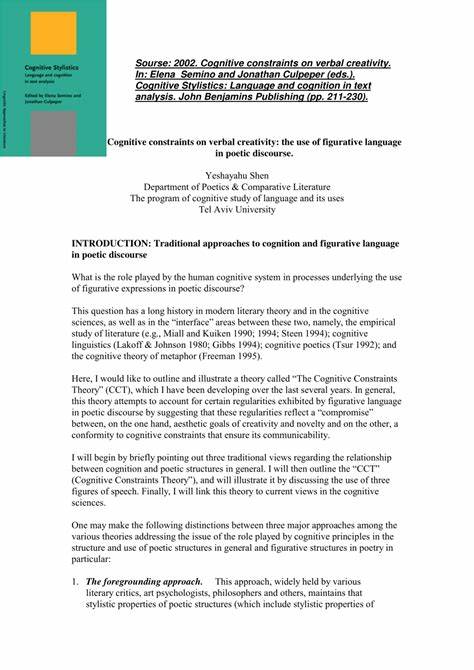 Cognitive Stylistics
Language and cognition
in text analysis
Edited by Elena Semino and
Jonathan Culpeper
Sourse: 2002. Cognitive constraints on verbal creativity.
In: Elena Semino and Jonathan Culpeper (eds.).
Cognitive Stylistics: Language and cognition in text
analysis. John Benjamins Publishing (pp. 211-230).
Cognitive constraints on verbal creativity: the use of figurative language
in poetic discourse.
Yeshayahu Shen
Department of Poetics & Comparative Literature
The program of cognitive study of language and its uses
Tel Aviv University
INTRODUCTION: Traditional approaches to cognition and figurative language
in poetic discourse
What is the role played by the human cognitive system in processes underlying the use
of figurative expressions in poetic discourse?
This question has a long history in modern literary theory and in the cognitive
sciences, as well as in the “interface” areas between these two, namely, the empirical
study of literature (e.g., Miall and Kuiken 1990; 1994; Steen 1994); cognitive
linguistics (Lakoff & Johnson 1980; Gibbs 1994); cognitive poetics (Tsur 1992); and
the cognitive theory of metaphor (Freeman 1995).
Here, I would like to outline and illustrate a theory called “The Cognitive Constraints
Theory” (CCT), which I have been developing over the last several years. In general,
this theory attempts to account for certain regularities exhibited by figurative language
in poetic discourse by suggesting that these regularities reflect a “compromise”
between, on the one hand, aesthetic goals of creativity and novelty and on the other, a
conformity to cognitive constraints that ensure its communicability.
I will begin by briefly pointing out three traditional views regarding the relationship
between cognition and poetic structures in general. I will then outline the “CCT”
(Cognitive Constraints Theory”), and will illustrate it by discussing the use of three
figures of speech. Finally, I will link this theory to current views in the cognitive
sciences.
One may make the following distinctions between three major approaches among the
various theories addressing the issue of the role played by cognitive principles in the
structure and use of poetic structures in general and figurative structures in poetry in
particular:
1. The foregrounding approach. This approach, widely held by various
literary critics, art psychologists, philosophers and others, maintains that
stylistic properties of poetic structures (which include stylistic properties of